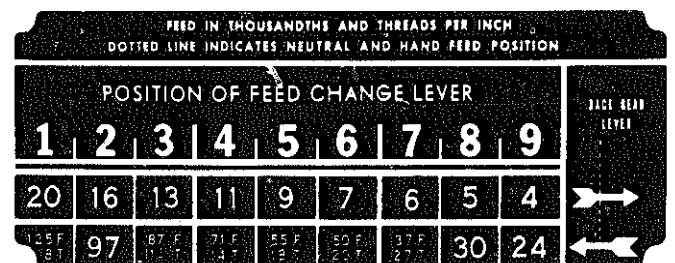 FEED IN THOUSANDTHS AND THREADS PER INCH
DOTTED LINE INDICATES NEUTRAL AND HAND FEED POSITION
POSITION OF FEED CHANGE LEVER
BACK GEAR
LEVER
1 2 3 4 5 6 7 8 9
20 16 13 11 9 7 6 5 4
97 30 24